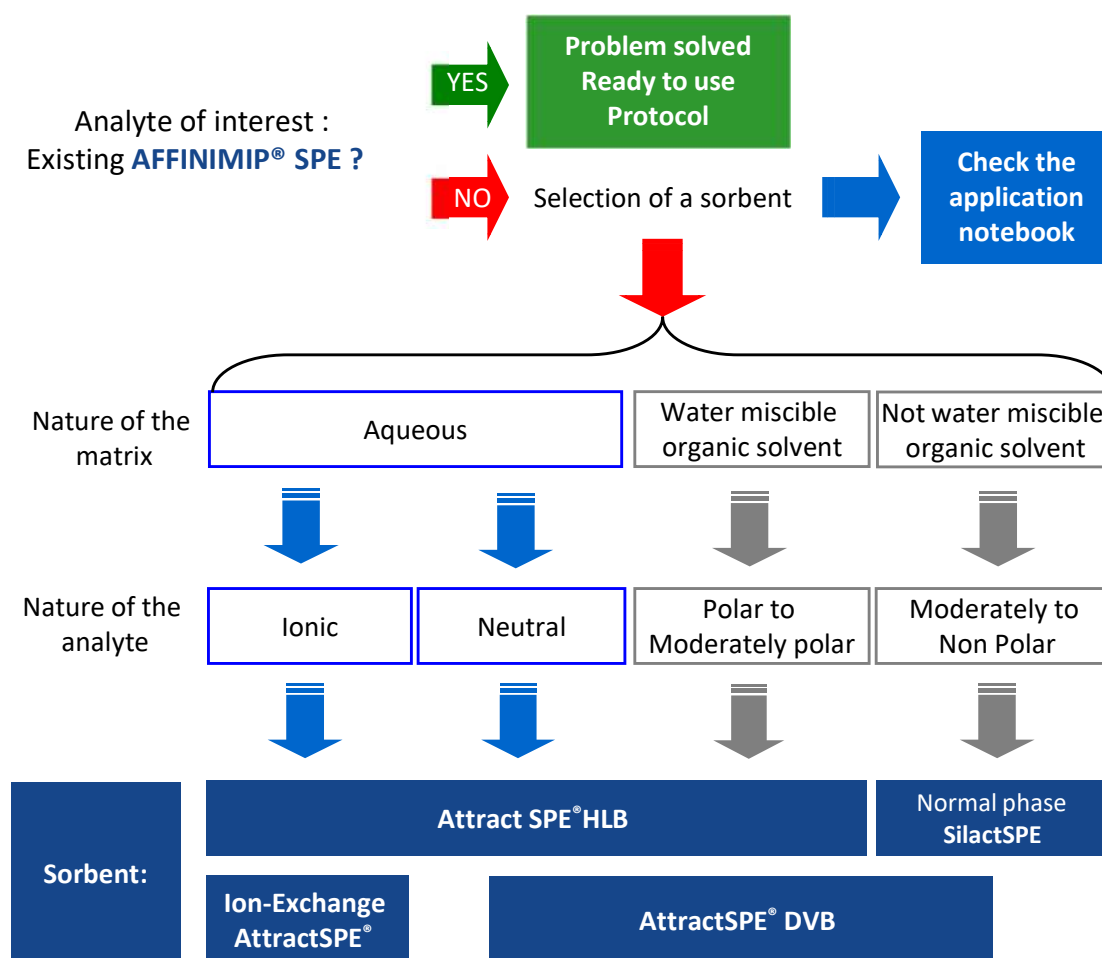 Analyte of interest :
Existing AFFINIMIP® SPE ?
YES
Problem solved
Ready to use
Protocol
NO
Selection of a sorbent
Check the
application
notebook
Nature of the
matrix
Aqueous
Water miscible
organic solvent
Not water miscible
organic solvent
Nature of the
analyte
Ionic
Neutral
Polar to
Moderately polar
Moderately to
Non Polar
Sorbent:
Attract SPE®HLB
Normal phase
SilactSPE
Ion-Exchange
AttractSPE®
AttractSPE® DVB